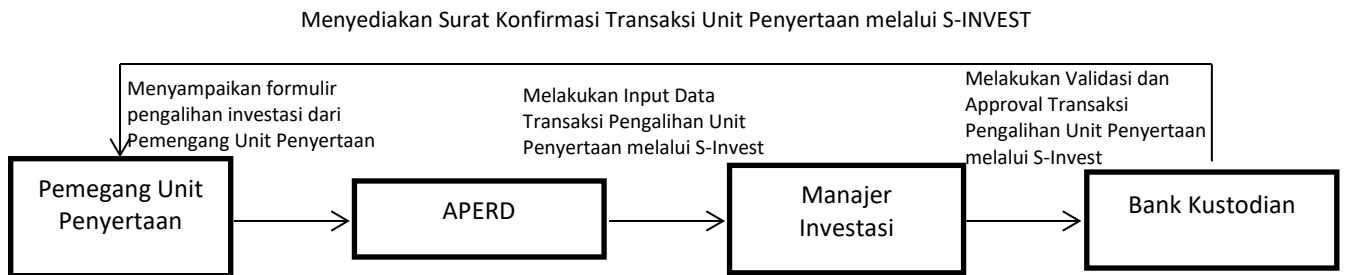 Menyediakan Surat Konfirmasi Transaksi Unit Penyertaan melalui S-INVEST
Menyampaikan formulir
pengalihan investasi dari
Pemengang Unit Penyertaan
Melakukan Input Data
Transaksi Pengalihan Unit
Penyertaan melalui S-Invest
Melakukan Validasi dan
Approval Transaksi
Pengalihan Unit Penyertaan
melalui S-Invest
Pemegang Unit
Penyertaan
APERD
Manajer
Investasi
Bank Kustodian